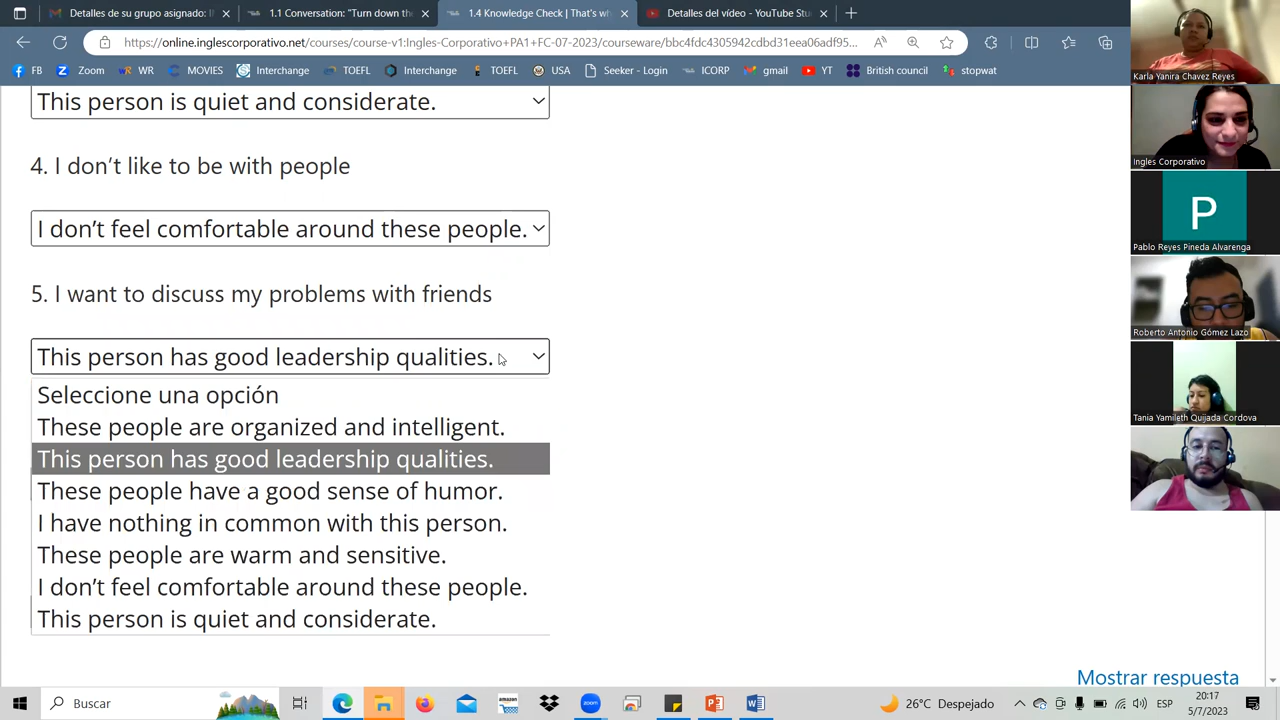 Detalles de su grupo asignado: I
1.1 Conversation: "Turn down the
1.4 Knowledge Check | That's wh
Detalles del vídeo - YouTube Stu
https://online.inglescorporativo.net/courses/course-v1:Ingles-Corporativo+PA1+FC-07-2023/courseware/bbc4fdc4305942cdbd31eea06adf95...
FB
Zoom
WR
MOVIES
Interchange
TOEFL
Interchange
TOEFL
USA
Seeker - Login
ICORP
gmail
YT
British council
stopwat
This person is quiet and considerate.
4. I don't like to be with people
I don't feel comfortable around these people.
5. I want to discuss my problems with friends
This person has good leadership qualities.
Seleccione una opción
These people are organized and intelligent.
This person has good leadership qualities.
These people have a good sense of humor.
I have nothing in common with this person.
These people are warm and sensitive.
I don't feel comfortable around these people.
This person is quiet and considerate.
Mostrar respuesta
Karla Yanira Chavez Reyes
Ingles Corporativo
P
Pablo Reyes Pineda Alvarenga
Roberto Antonio Gómez Lazo
Tania Yamileth Quijada Cordova
Buscar
amazon
zoom
26°C Despejado
ESP
20:17
5/7/2023